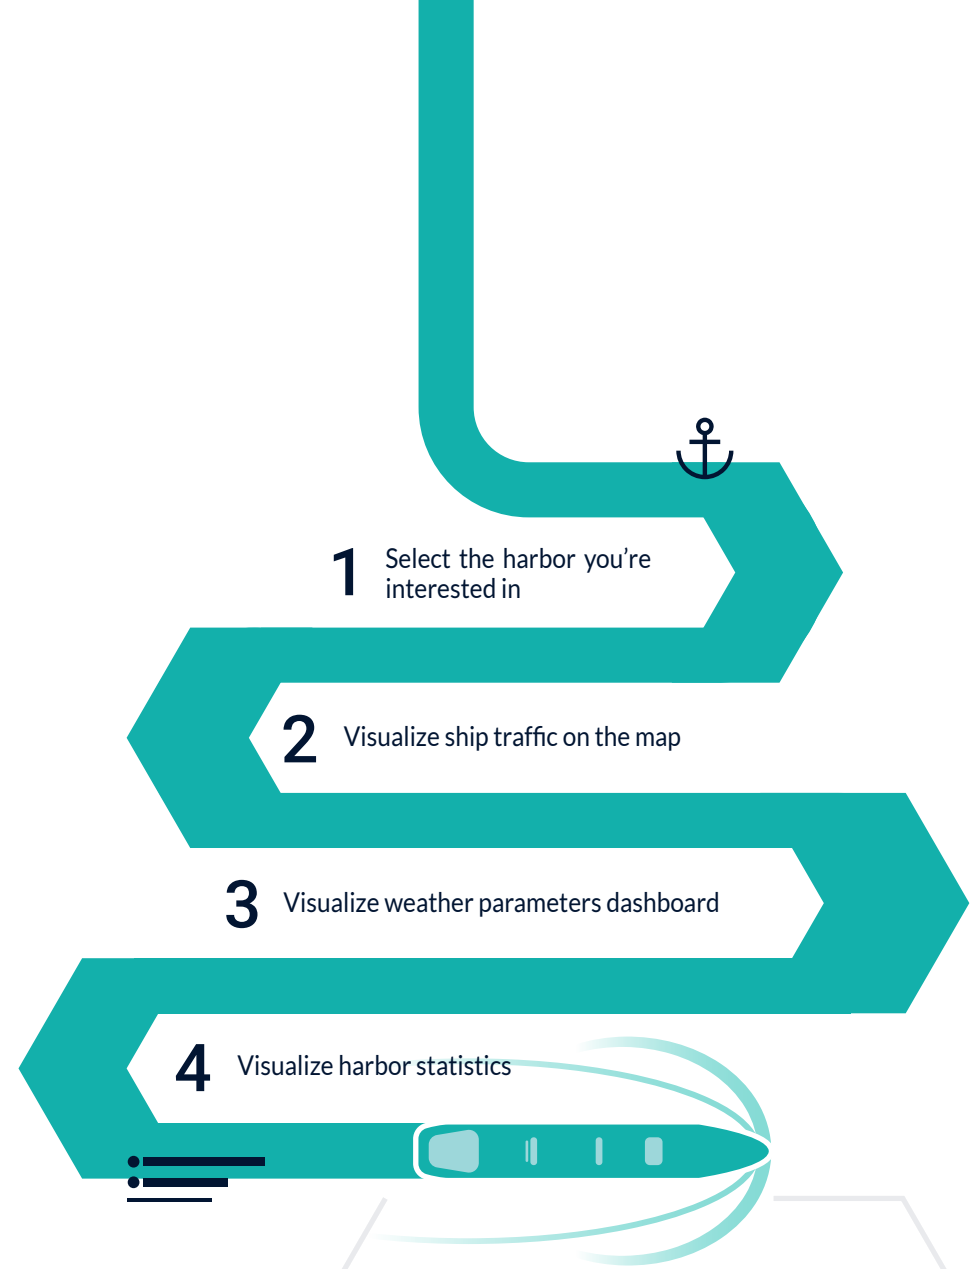 1 Select the harbor you’re
interested in
2 Visualize ship traffic on the map
3 Visualize weather parameters dashboard
4 Visualize harbor statistics